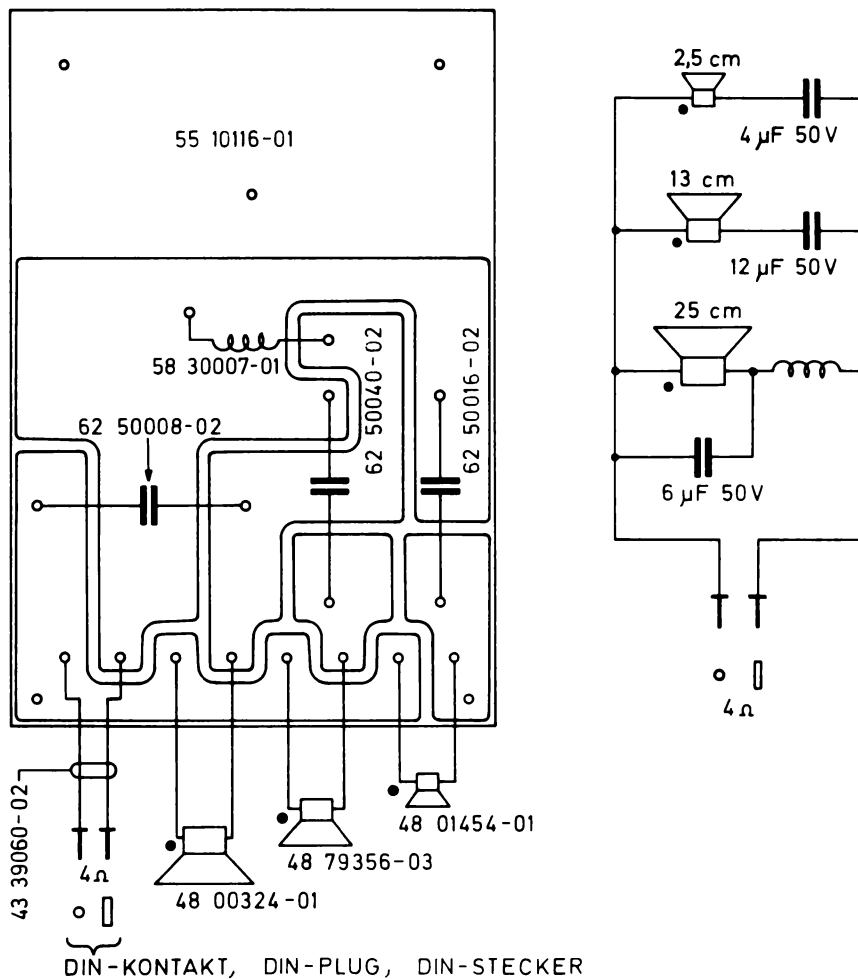 55 10116-01
58 30007-01
62 50008-02
62 50040-02
62 50016-02
43 39060-02
4Ω
48 00324-01
48 79356-03
48 01454-01
DIN-KONTAKT, DIN-PLUG, DIN-STECKER
2,5 cm
4 µF 50 V
13 cm
12 µF 50 V
25 cm
6 µF 50 V
4 Ω